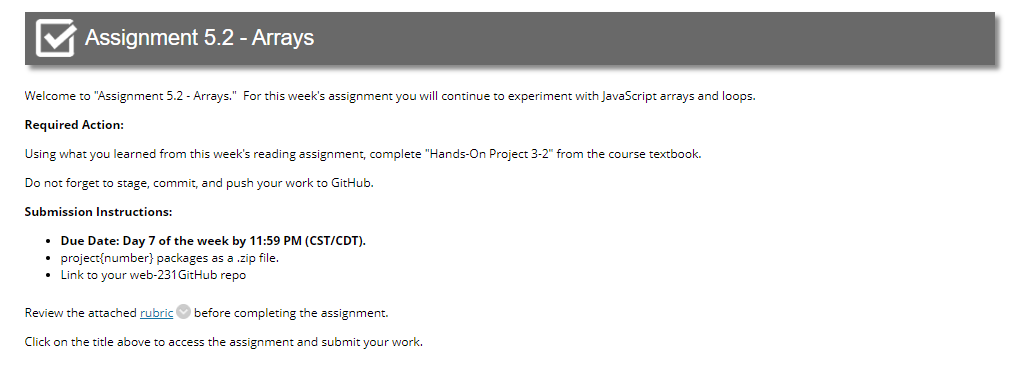 Assignment 5.2 - Arrays
Welcome to "Assignment 5.2 - Arrays."  For this week's assignment you will continue to experiment with JavaScript arrays and loops.
Required Action:
Using what you learned from this week's reading assignment, complete "Hands-On Project 3-2" from the course textbook.
Do not forget to stage, commit, and push your work to GitHub.
Submission Instructions:
• Due Date: Day 7 of the week by 11:59 PM (CST/CDT).
• project{number} packages as a .zip file.
• Link to your web-231GitHub repo
Review the attached rubric before completing the assignment.
Click on the title above to access the assignment and submit your work.